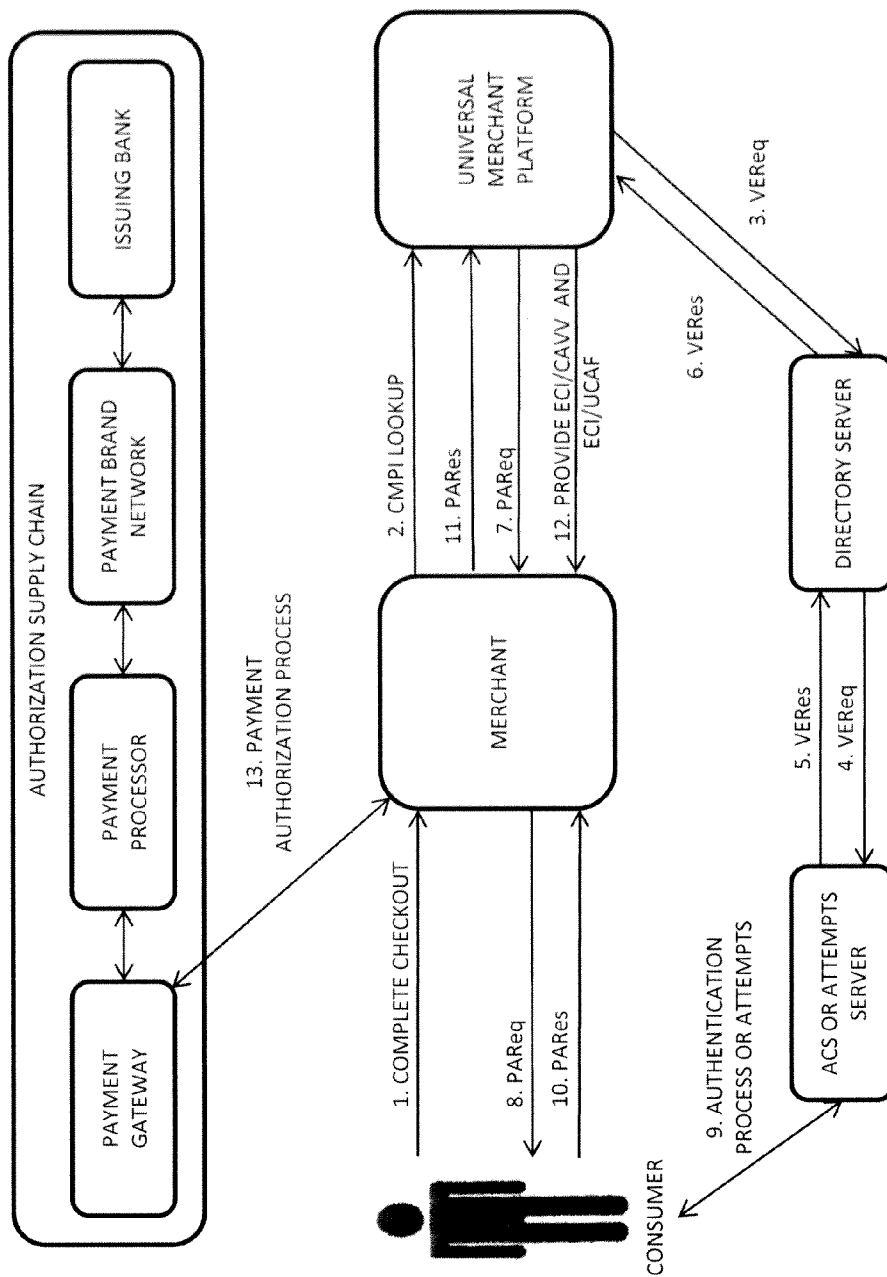 AUTHORIZATION SUPPLY CHAIN
PAYMENT
GATEWAY
PAYMENT
PROCESSOR
PAYMENT BRAND
NETWORK
ISSUING BANK
13. PAYMENT
AUTHORIZATION PROCESS
1. COMPLETE CHECKOUT
8. PAReq
10. PARes
CONSUMER
MERCHANT
2. CMPI LOOKUP
11. PARes
7. PAReq
12. PROVIDE ECI/CAVV AND
ECI/UCAF
UNIVERSAL
MERCHANT
PLATFORM
9. AUTHENTICATION
PROCESS OR ATTEMPTS
ACS OR ATTEMPTS
SERVER
5. VERes
4. VEReq
DIRECTORY SERVER
6. VERes
3. VEReq